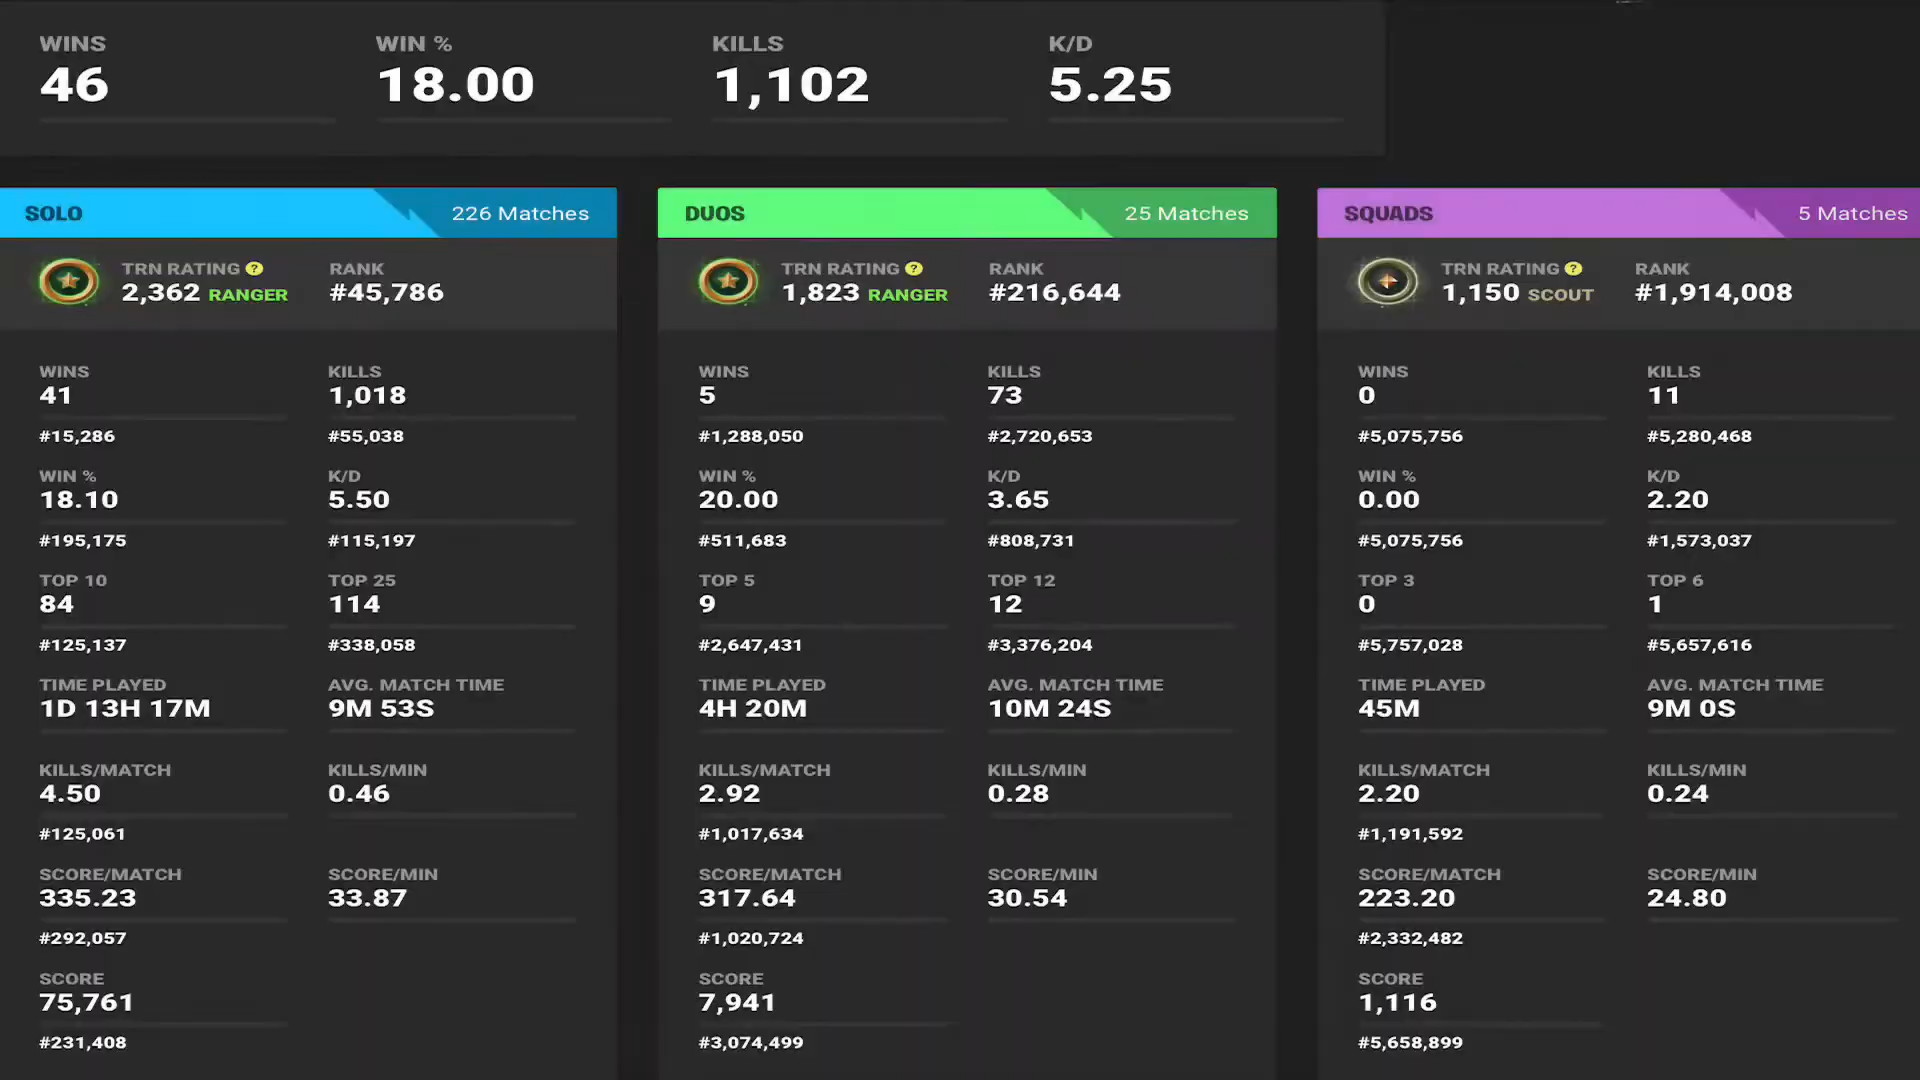 WINS WIN % KILLS K/D
46 18.00 1,102 5.25
SOLO 226 Matches
TRN RATING ? RANK
2,362 RANGER #45,786
WINS KILLS
41 1,018
#15,286 #55,038
WIN % K/D
18.10 5.50
#195,175 #115,197
TOP 10 TOP 25
84 114
#125,137 #338,058
TIME PLAYED AVG. MATCH TIME
1D 13H 17M 9M 53S
KILLS/MATCH KILLS/MIN
4.50 0.46
#125,061
SCORE/MATCH SCORE/MIN
335.23 33.87
#292,057
SCORE
75,761
#231,408
DUOS 25 Matches
TRN RATING ? RANK
1,823 RANGER #216,644
WINS KILLS
5 73
#1,288,050 #2,720,653
WIN % K/D
20.00 3.65
#511,683 #808,731
TOP 5 TOP 12
9 12
#2,647,431 #3,376,204
TIME PLAYED AVG. MATCH TIME
4H 20M 10M 24S
KILLS/MATCH KILLS/MIN
2.92 0.28
#1,017,634
SCORE/MATCH SCORE/MIN
317.64 30.54
#1,020,724
SCORE
7,941
#3,074,499
SQUADS 5 Matches
TRN RATING ? RANK
1,150 SCOUT #1,914,008
WINS KILLS
0 11
#5,075,756 #5,280,468
WIN % K/D
0.00 2.20
#5,075,756 #1,573,037
TOP 3 TOP 6
0 1
#5,757,028 #5,657,616
TIME PLAYED AVG. MATCH TIME
45M 9M 0S
KILLS/MATCH KILLS/MIN
2.20 0.24
#1,191,592
SCORE/MATCH SCORE/MIN
223.20 24.80
#2,332,482
SCORE
1,116
#5,658,899